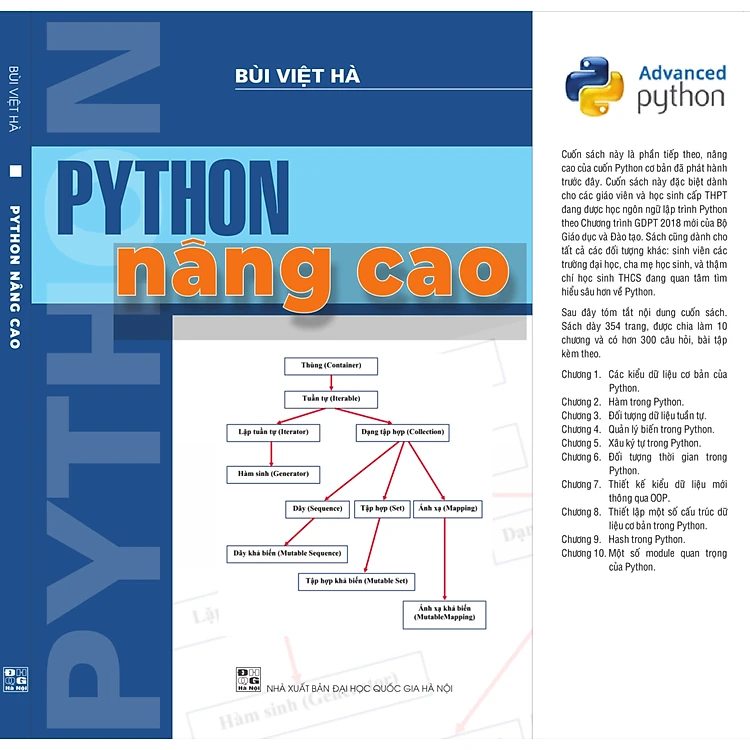 BÙI VIỆT HÀ
PYTHON NÂNG CAO
ĐHQG
Hà Nội
PYTHON
BÙI VIỆT HÀ
PYTHON
nâng cao
Thùng (Container)
Tuần tự (Iterable)
Lặp tuần tự (Iterator)
Dạng tập hợp (Collection)
Hàm sinh (Generator)
Dãy (Sequence)
Tập hợp (Set)
Ánh xạ (Mapping)
Dãy khả biến (Mutable Sequence)
Tập hợp khả biến (Mutable Set)
Ánh xạ khả biến
(MutableMapping)
Dạn
Lặp
Hàm sinh (Generator)
ĐHQG
Hà Nội
NHÀ XUẤT BẢN ĐẠI HỌC QUỐC GIA HÀ NỘI
Advanced
python
Cuốn sách này là phần tiếp theo, nâng
cao của cuốn Python cơ bản đã phát hành
trước đây. Cuốn sách này đặc biệt dành
cho các giáo viên và học sinh cấp THPT
đang được học ngôn ngữ lập trình Python
theo Chương trình GDPT 2018 mới của Bộ
Giáo dục và Đào tạo. Sách cũng dành cho
tất cả các đối tượng khác: sinh viên các
trường đại học, cha mẹ học sinh, và thậm
chí học sinh THCS đang quan tâm tìm
hiểu sâu hơn về Python.
Sau đây tóm tắt nội dung cuốn sách.
Sách dày 354 trang, được chia làm 10
chương và có hơn 300 câu hỏi, bài tập
kèm theo.
Chương 1. Các kiểu dữ liệu cơ bản của
Python.
Chương 2. Hàm trong Python.
Chương 3. Đối tượng dữ liệu tuần tự.
Chương 4. Quản lý biến trong Python.
Chương 5. Xâu ký tự trong Python.
Chương 6. Đối tượng thời gian trong
Python.
Chương 7. Thiết kế kiểu dữ liệu mới
thông qua OOP.
Chương 8. Thiết lập một số cấu trúc dữ
liệu cơ bản trong Python.
Chương 9. Hash trong Python.
Chương 10. Một số module quan trọng
của Python.